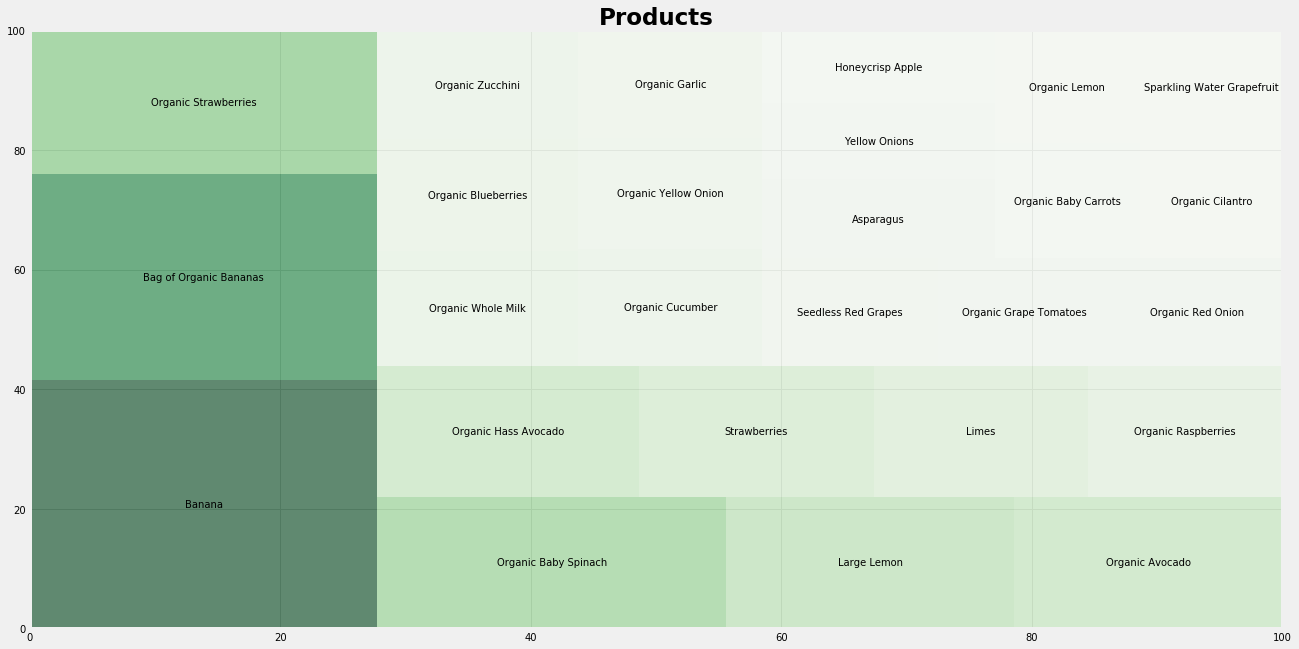 Products
100
80
60
40
20
0
Organic Strawberries
Bag of Organic Bananas
Banana
Organic Zucchini
Organic Garlic
Honeycrisp Apple
Organic Lemon
Sparkling Water Grapefruit
Yellow Onions
Organic Blueberries
Organic Yellow Onion
Asparagus
Organic Baby Carrots
Organic Cilantro
Organic Whole Milk
Organic Cucumber
Seedless Red Grapes
Organic Grape Tomatoes
Organic Red Onion
Organic Hass Avocado
Strawberries
Limes
Organic Raspberries
Organic Baby Spinach
Large Lemon
Organic Avocado
0
20
40
60
80
100